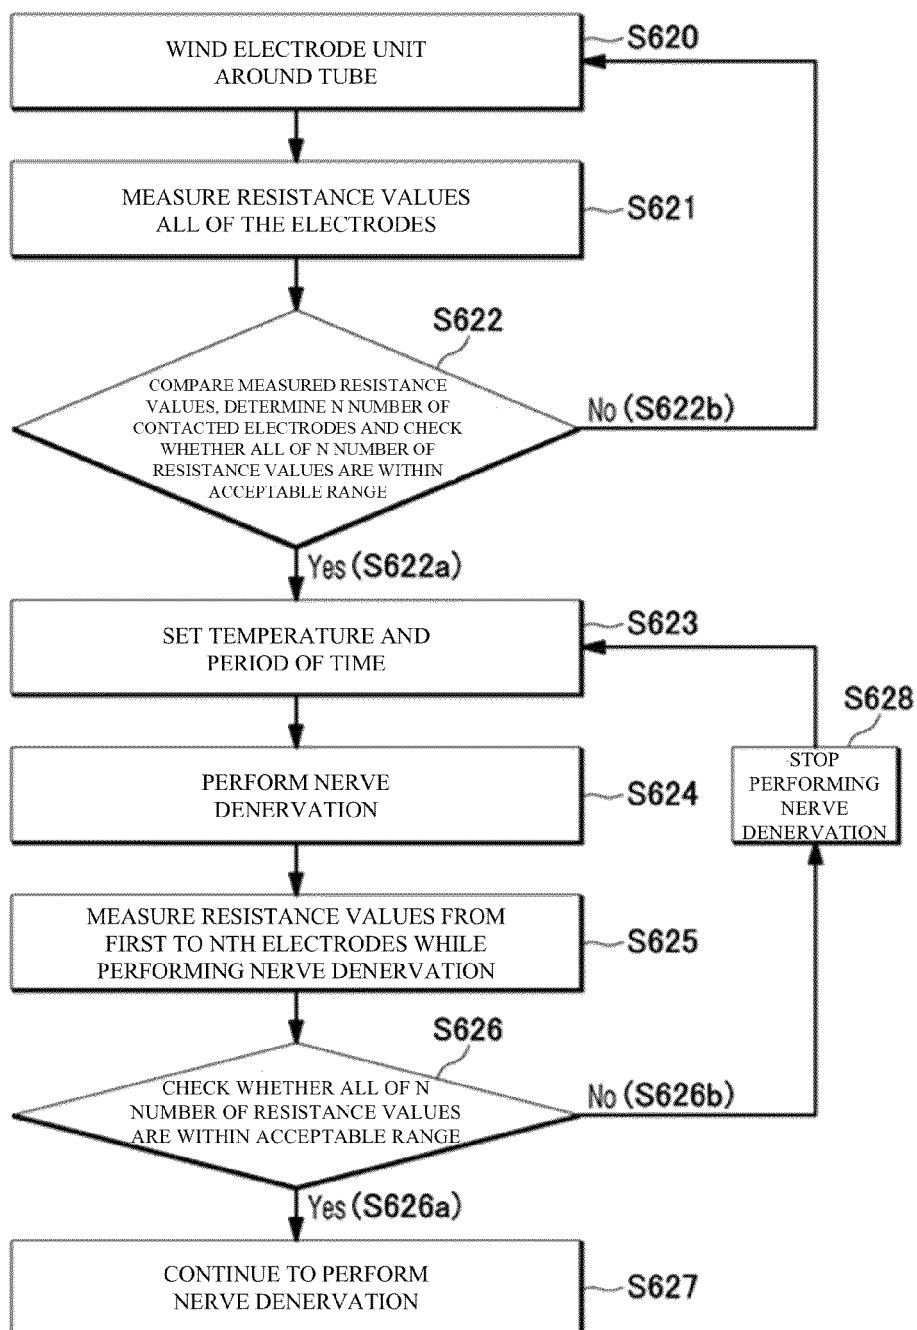 WIND ELECTRODE UNIT
AROUND TUBE
S620
MEASURE RESISTANCE VALUES
ALL OF THE ELECTRODES
S621
S622
COMPARE MEASURED RESISTANCE
VALUES, DETERMINE N NUMBER OF
CONTACTED ELECTRODES AND CHECK
WHETHER ALL OF N NUMBER OF
RESISTANCE VALUES ARE WITHIN
ACCEPTABLE RANGE
No (S622b)
Yes (S622a)
SET TEMPERATURE AND
PERIOD OF TIME
S623
S628
STOP
PERFORMING
NERVE
DENERVATION
PERFORM NERVE
DENERVATION
S624
MEASURE RESISTANCE VALUES FROM
FIRST TO NTH ELECTRODES WHILE
PERFORMING NERVE DENERVATION
S625
S626
CHECK WHETHER ALL OF N
NUMBER OF RESISTANCE VALUES
ARE WITHIN ACCEPTABLE RANGE
No (S626b)
Yes (S626a)
CONTINUE TO PERFORM
NERVE DENERVATION
S627